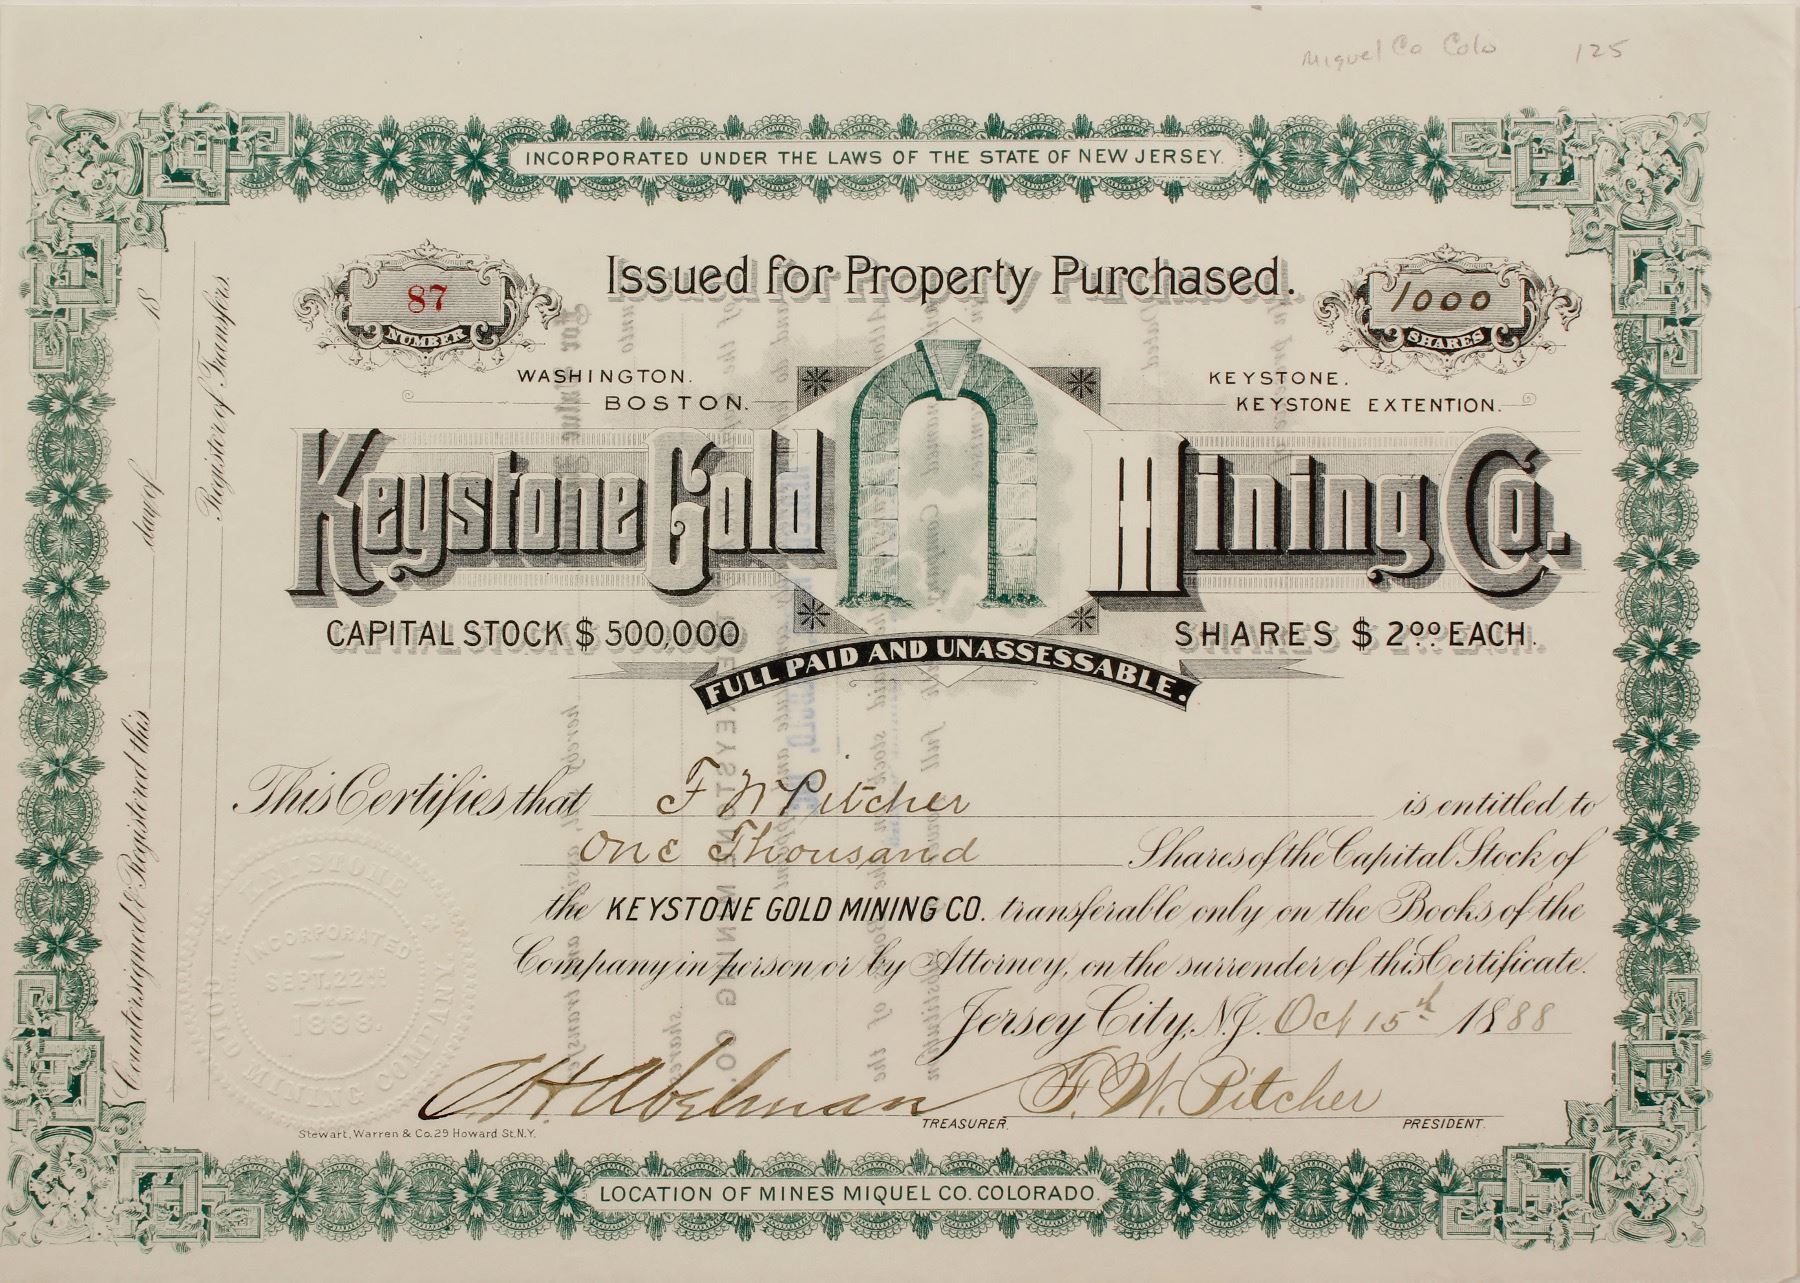 Miguel Co Colo 125
INCORPORATED UNDER THE LAWS OF THE STATE OF NEW JERSEY.
Issued for Property Purchased.
87
NUMBER
1000
SHARES
WASHINGTON.
BOSTON.
KEYSTONE.
KEYSTONE EXTENTION.
Keystone Gold Mining Co.
CAPITAL STOCK $ 500,000
SHARES $ 2.00 EACH.
FULL PAID AND UNASSESSABLE.
This Certifies that F W Pitcher is entitled to
One Thousand Shares of the Capital Stock of
the KEYSTONE GOLD MINING CO. transferable only on the Books of the
Company in person or by Attorney, on the surrender of this Certificate.
Jersey City, N.J. Oct 15th 1888
F. W. Pitcher
TREASURER.
PRESIDENT.
Stewart, Warren & Co. 29 Howard St. N.Y.
LOCATION OF MINES MIQUEL CO. COLORADO.
Countersigned & Registered this day of 18
Register of Transfers.
KEYSTONE GOLD MINING COMPANY
INCORPORATED
SEPT. 22ND
1888.